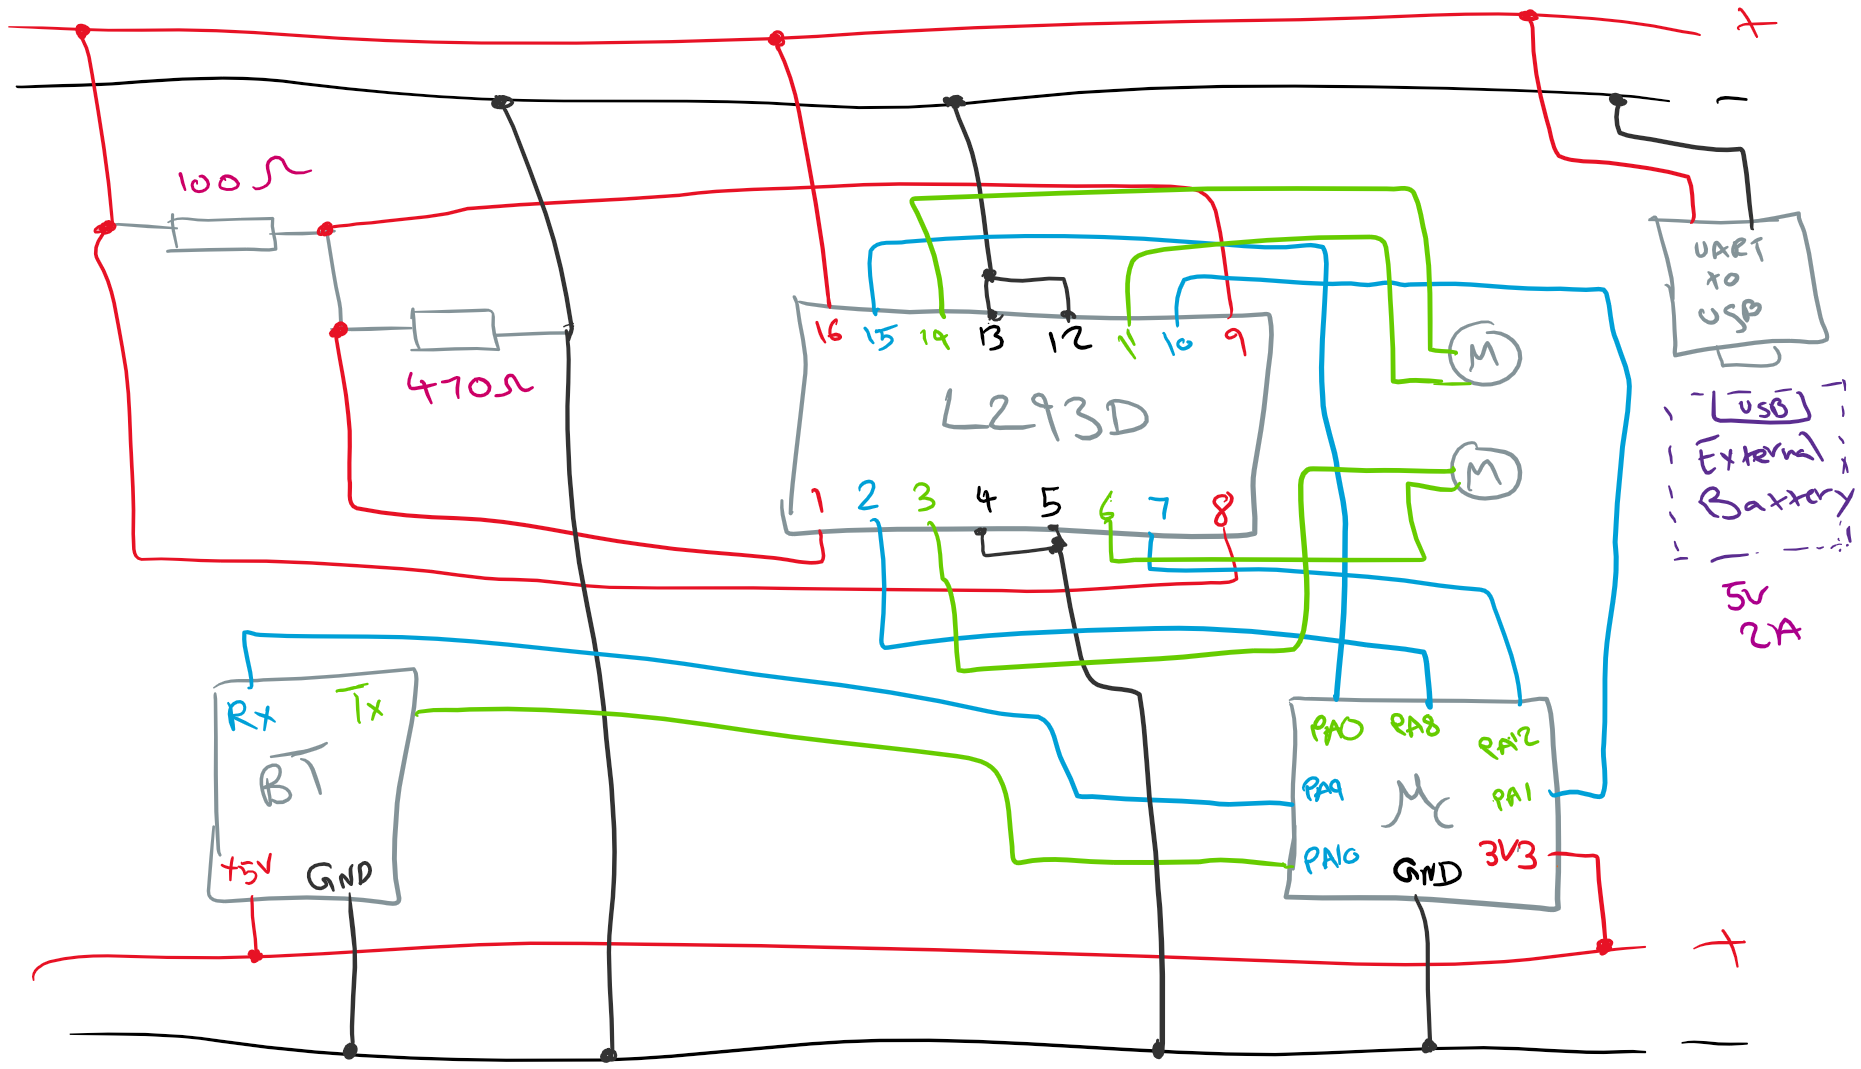 +
-
100Ω
470Ω
UART
TO
USB
16 15 14 13 12 11 10 9
L293D
1 2 3 4 5 6 7 8
M
M
USB
External
Battery
5V
2A
Rx Tx
BT
+5V GND
PA0 PA8 PA12
PA9 μc PA1
PA10 GND 3V3
+
-